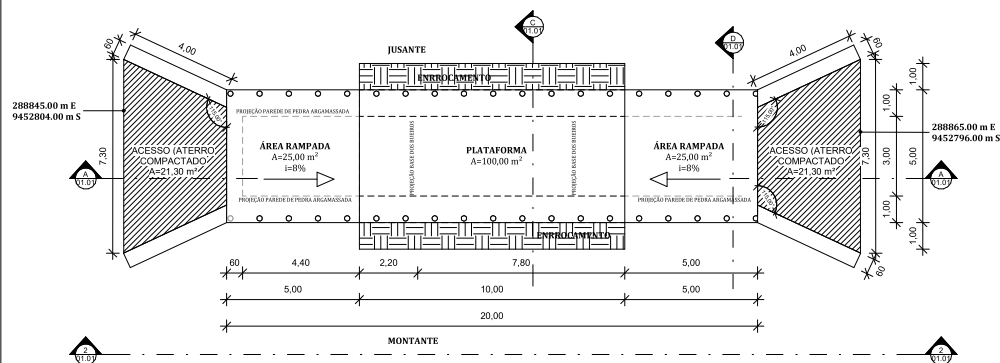 C
01.01
D
01.01
JUSANTE
60
4,00
4,00
60
1,00
ENRROCAMENTO
288845.00 m E
9452804.00 m S
PROJEÇÃO PAREDE DE PEDRA ARGAMASSADA
1,00
288865.00 m E
9452796.00 m S
7,30
ACESSO (ATERRO
COMPACTADO
A=21,30 m²
ÁREA RAMPADA
A=25,00 m²
i=8%
PROJEÇÃO BASE DOS BUEIROS
PLATAFORMA
A=100,00 m²
PROJEÇÃO BASE DOS BUEIROS
ÁREA RAMPADA
A=25,00 m²
i=8%
ACESSO (ATERRO
COMPACTADO
A=21,30 m²
7,30
3,00
5,00
A
01.01
A
01.01
PROJEÇÃO PAREDE DE PEDRA ARGAMASSADA
PROJEÇÃO PAREDE DE PEDRA ARGAMASSADA
1,00
ENRROCAMENTO
1,00
60
60
4,40
2,20
7,80
5,00
5,00
10,00
5,00
20,00
MONTANTE
2
01.01
2
01.01